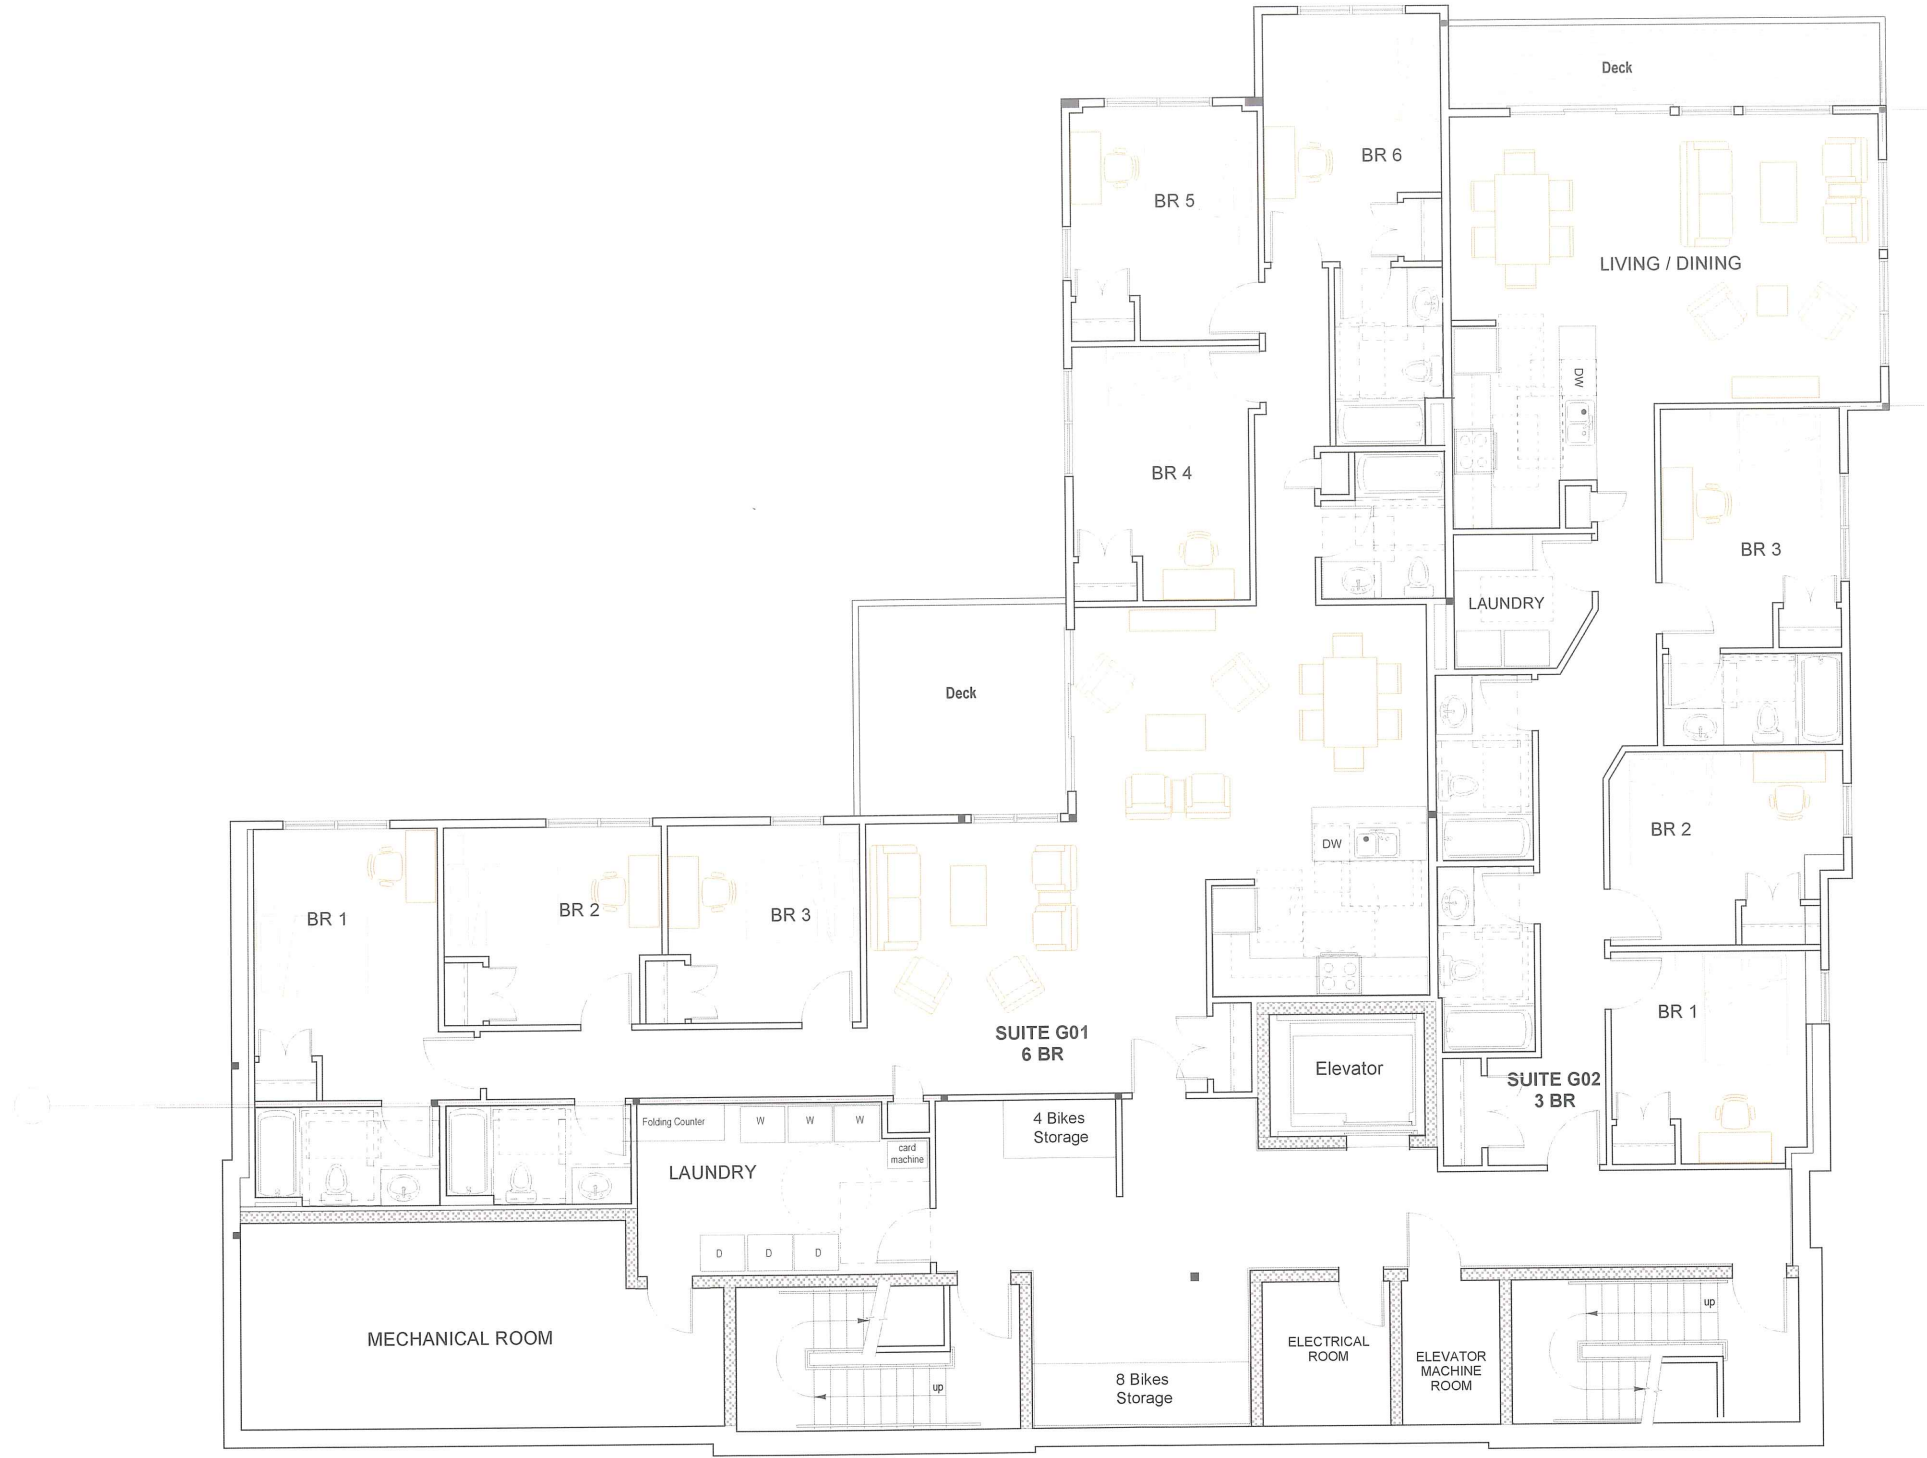 Deck
BR 6
BR 5
LIVING / DINING
DW
BR 4
BR 3
LAUNDRY
Deck
BR 2
DW
BR 1
BR 2
BR 3
BR 1
SUITE G01
6 BR
Elevator
SUITE G02
3 BR
Folding Counter
W
W
W
4 Bikes
Storage
card
machine
LAUNDRY
D
D
D
up
MECHANICAL ROOM
ELECTRICAL
ROOM
ELEVATOR
MACHINE
ROOM
up
8 Bikes
Storage